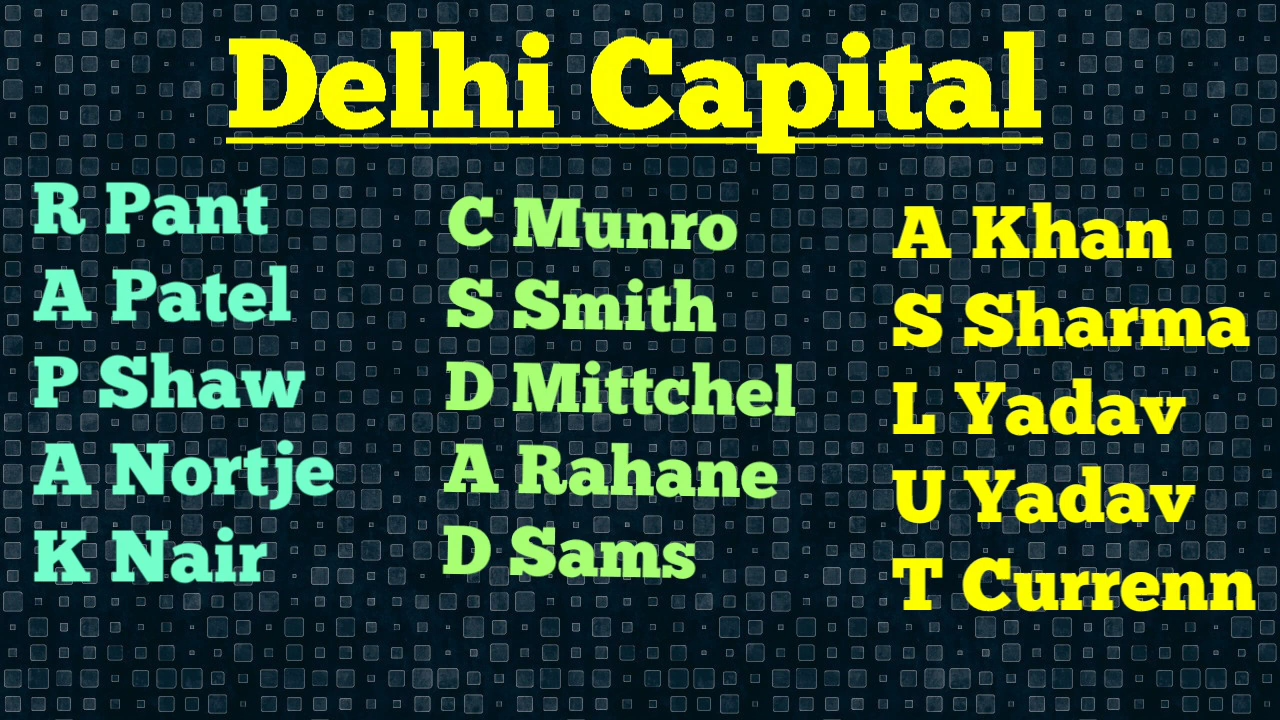 Delhi Capital
R Pant
A Patel
P Shaw
A Nortje
K Nair
C Munro
S Smith
D Mittchel
A Rahane
D Sams
A Khan
S Sharma
L Yadav
U Yadav
T Currenn